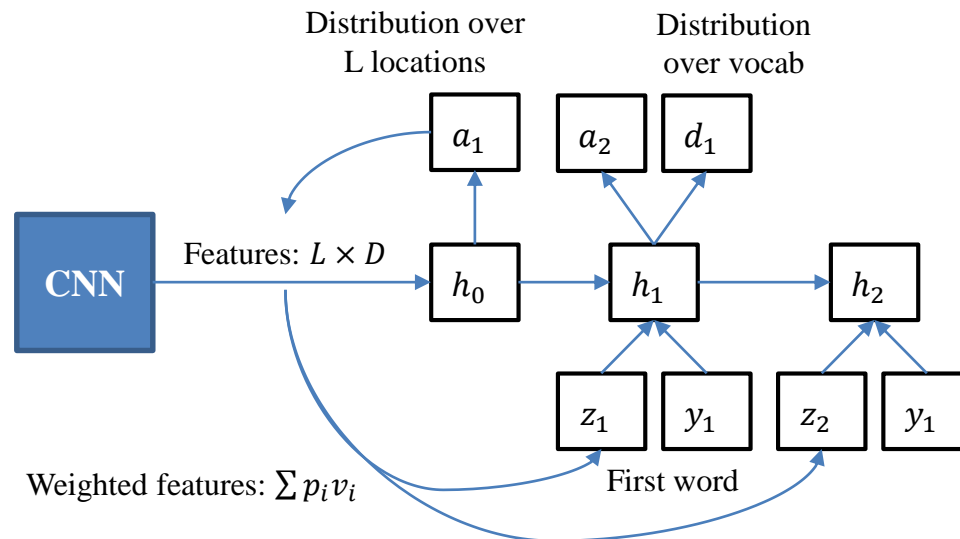 Distribution over
L locations
Distribution
over vocab
a₁
a₂
d₁
CNN
Features: L × D
h₀
h₁
h₂
z₁
y₁
z₂
y₁
Weighted features: ∑ pᵢvᵢ
First word